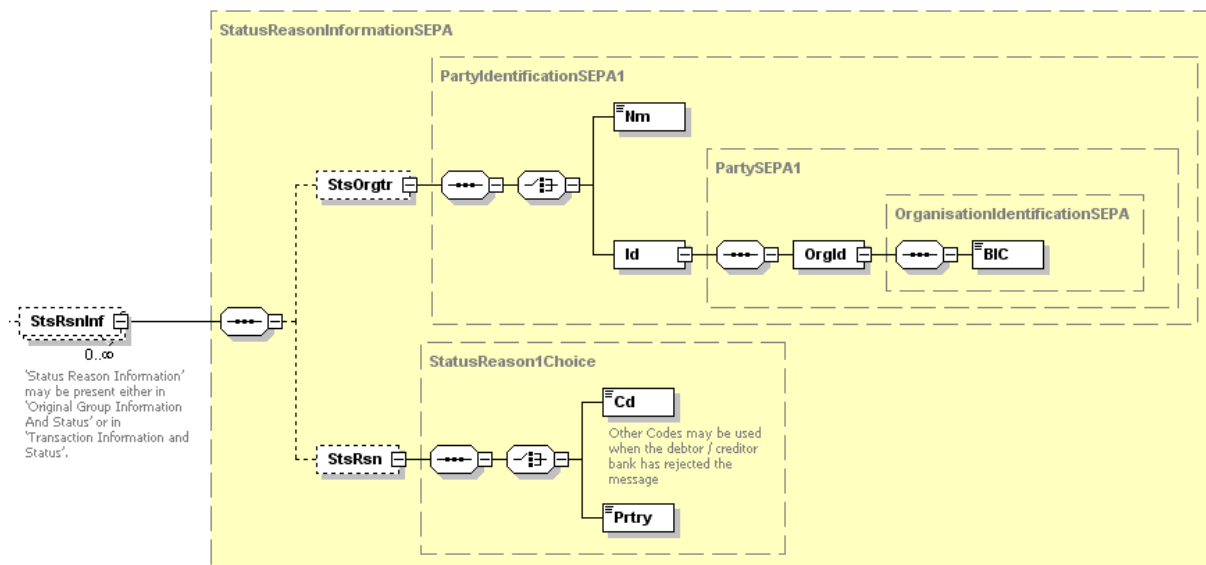 StatusReasonInformationSEPA
PartyIdentificationSEPA1
Nm
PartySEPA1
StsOrgtr
OrganisationIdentificationSEPA
Id
OrgId
BIC
StsRsnInf
0..∞
'Status Reason Information'
may be present either in
'Original Group Information
And Status' or in
'Transaction Information and
Status'.
StatusReason1Choice
Cd
Other Codes may be used
when the debtor / creditor
bank has rejected the
message
StsRsn
Prtry